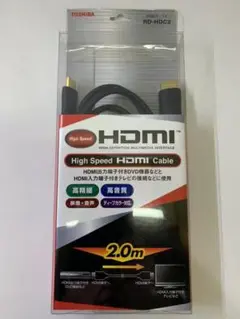 TOSHIBA
RD-HDC2
High Speed
HDMI™
HIGH-DEFINITION MULTIMEDIA INTERFACE
High Speed HDMI Cable
HDMI出力端子付きDVD機器などと
HDMI入力端子付きテレビの接続などに使用
高精細 高音質
映像・音声 ディープカラー対応
2.0m